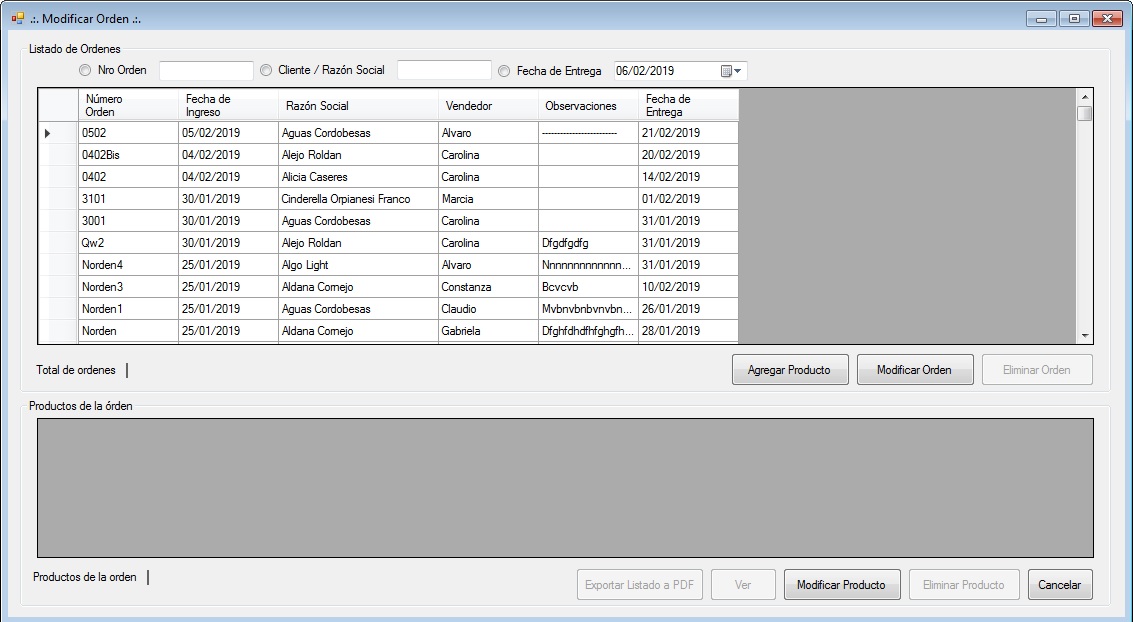 .:. Modificar Orden .:.
Listado de Ordenes
Nro Orden Cliente / Razón Social Fecha de Entrega 06/02/2019
Número Orden Fecha de Ingreso Razón Social Vendedor Observaciones Fecha de Entrega
0502 05/02/2019 Aguas Cordobesas Alvaro ------------------------- 21/02/2019
0402Bis 04/02/2019 Alejo Roldan Carolina 20/02/2019
0402 04/02/2019 Alicia Caseres Carolina 14/02/2019
3101 30/01/2019 Cinderella Orpianesi Franco Marcia 01/02/2019
3001 30/01/2019 Aguas Cordobesas Carolina 31/01/2019
Qw2 30/01/2019 Alejo Roldan Carolina Dfgdfgdfg 31/01/2019
Norden4 25/01/2019 Algo Light Alvaro Nnnnnnnnnnnnn... 31/01/2019
Norden3 25/01/2019 Aldana Cornejo Constanza Bcvcvb 10/02/2019
Norden1 25/01/2019 Aguas Cordobesas Claudio Mvbnvbnbvnvbn... 26/01/2019
Norden 25/01/2019 Aldana Cornejo Gabriela Dfghfdhdfhfghgfh... 28/01/2019
Total de ordenes
Agregar Producto Modificar Orden Eliminar Orden
Productos de la órden
Productos de la orden
Exportar Listado a PDF Ver Modificar Producto Eliminar Producto Cancelar